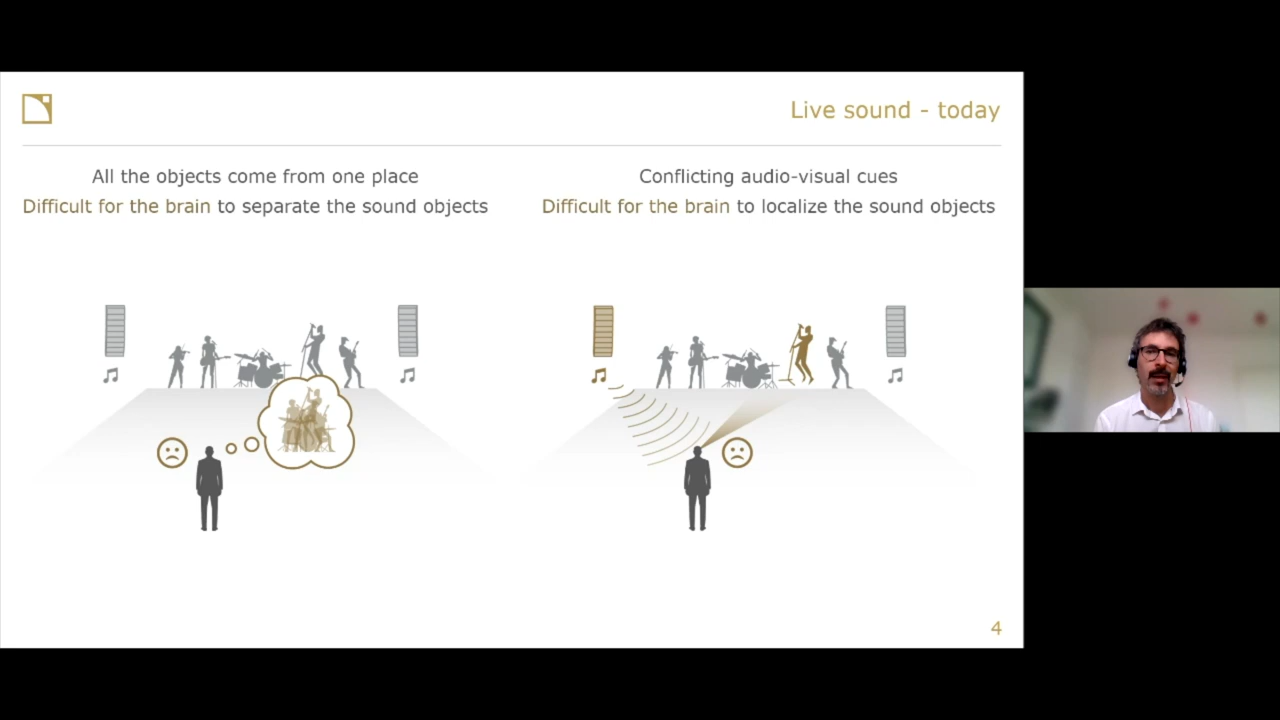 Live sound - today
All the objects come from one place
Difficult for the brain to separate the sound objects
Conflicting audio-visual cues
Difficult for the brain to localize the sound objects
4